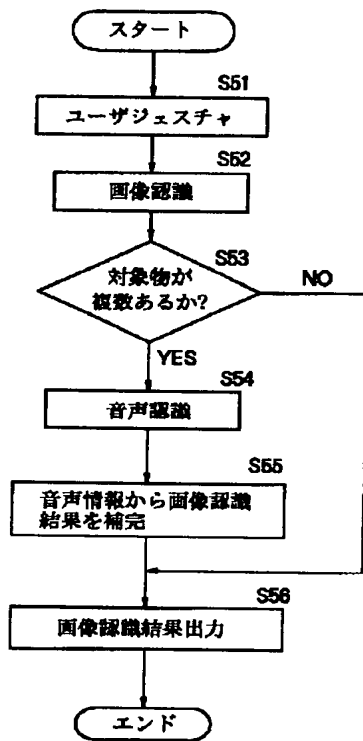 スタート
S51
ユーザジェスチャ
S52
画像認識
S53
対象物が
複数あるか?
NO
YES
S54
音声認識
S55
音声情報から画像認識
結果を補完
S56
画像認識結果出力
エンド